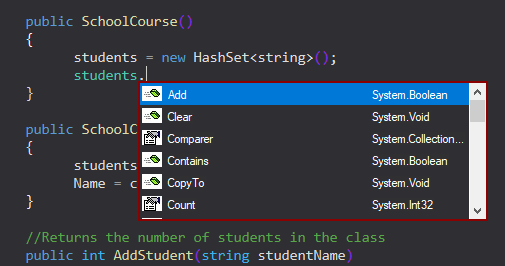 public SchoolCourse()
{
students = new HashSet<string>();
students.
}
Add System.Boolean
Clear System.Void
Comparer System.Collection...
Contains System.Boolean
CopyTo System.Void
Count System.Int32
public SchoolC
{
students
Name = c
}
//Returns the number of students in the class
public int AddStudent(string studentName)